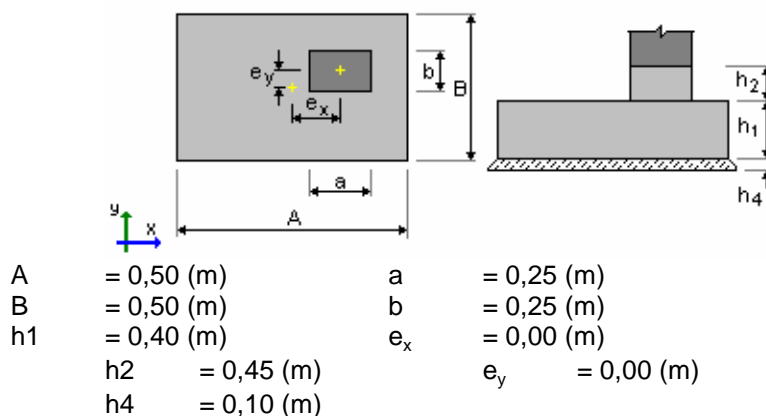 e_y
e_x
b
B
a
A
y
x
h2
h1
h4
A = 0,50 (m) a = 0,25 (m)
B = 0,50 (m) b = 0,25 (m)
h1 = 0,40 (m) e_x = 0,00 (m)
h2 = 0,45 (m) e_y = 0,00 (m)
h4 = 0,10 (m)